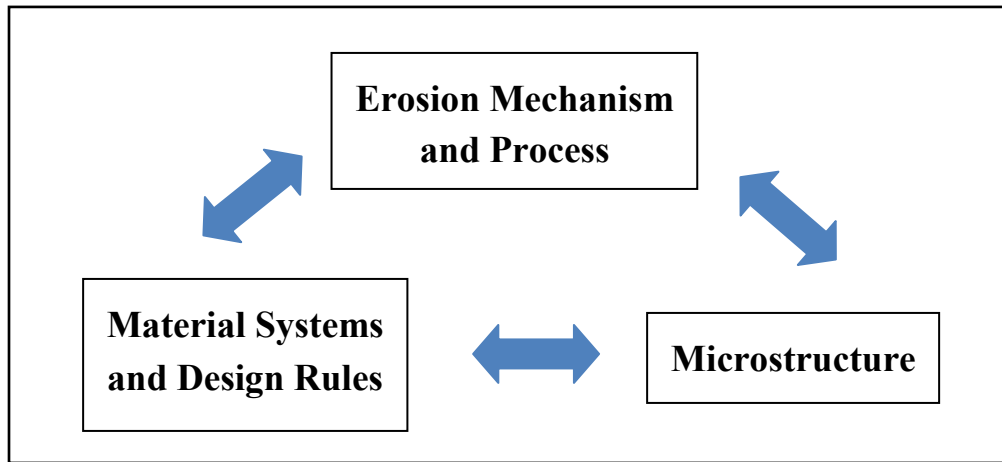 Erosion Mechanism
and Process
Material Systems
and Design Rules
Microstructure